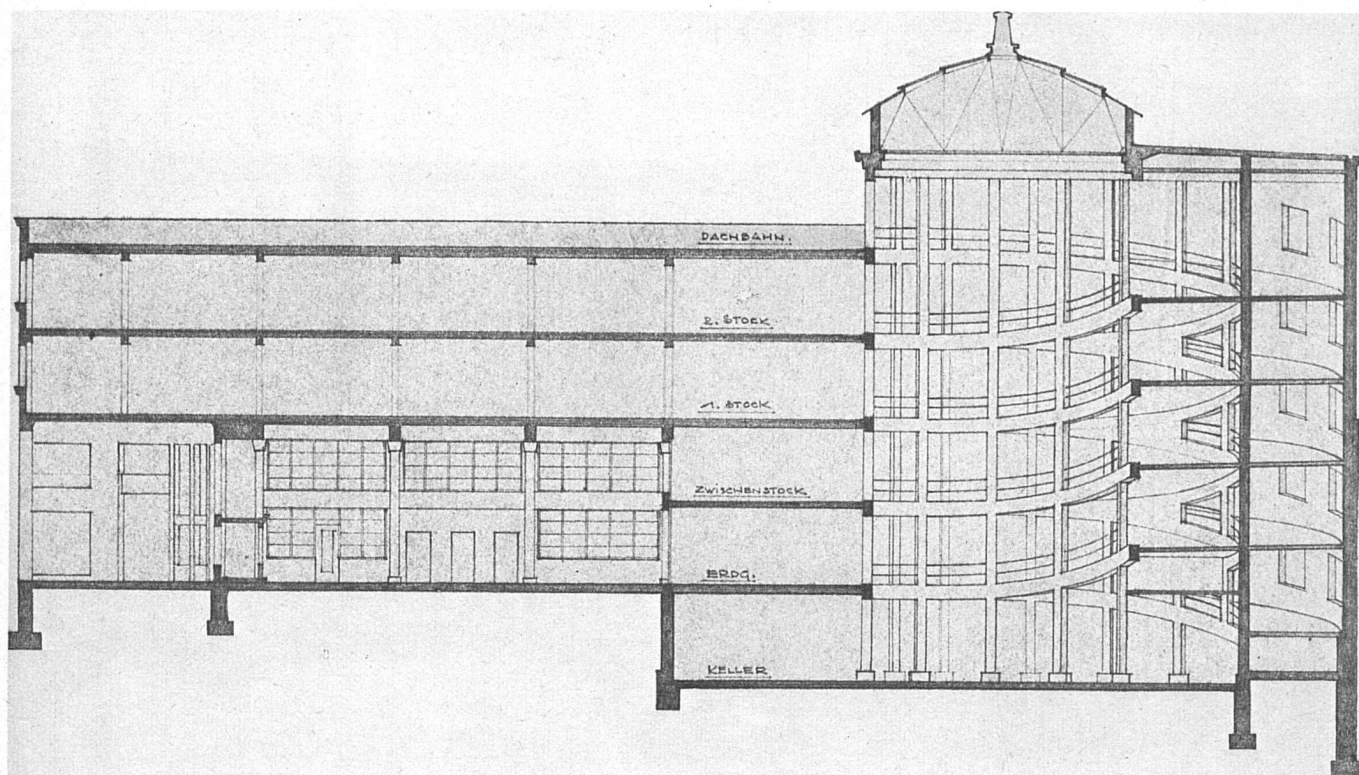 DACHBAHN.
2. STOCK
1. STOCK
ZWISCHENSTOCK
ERDG.
KELLER